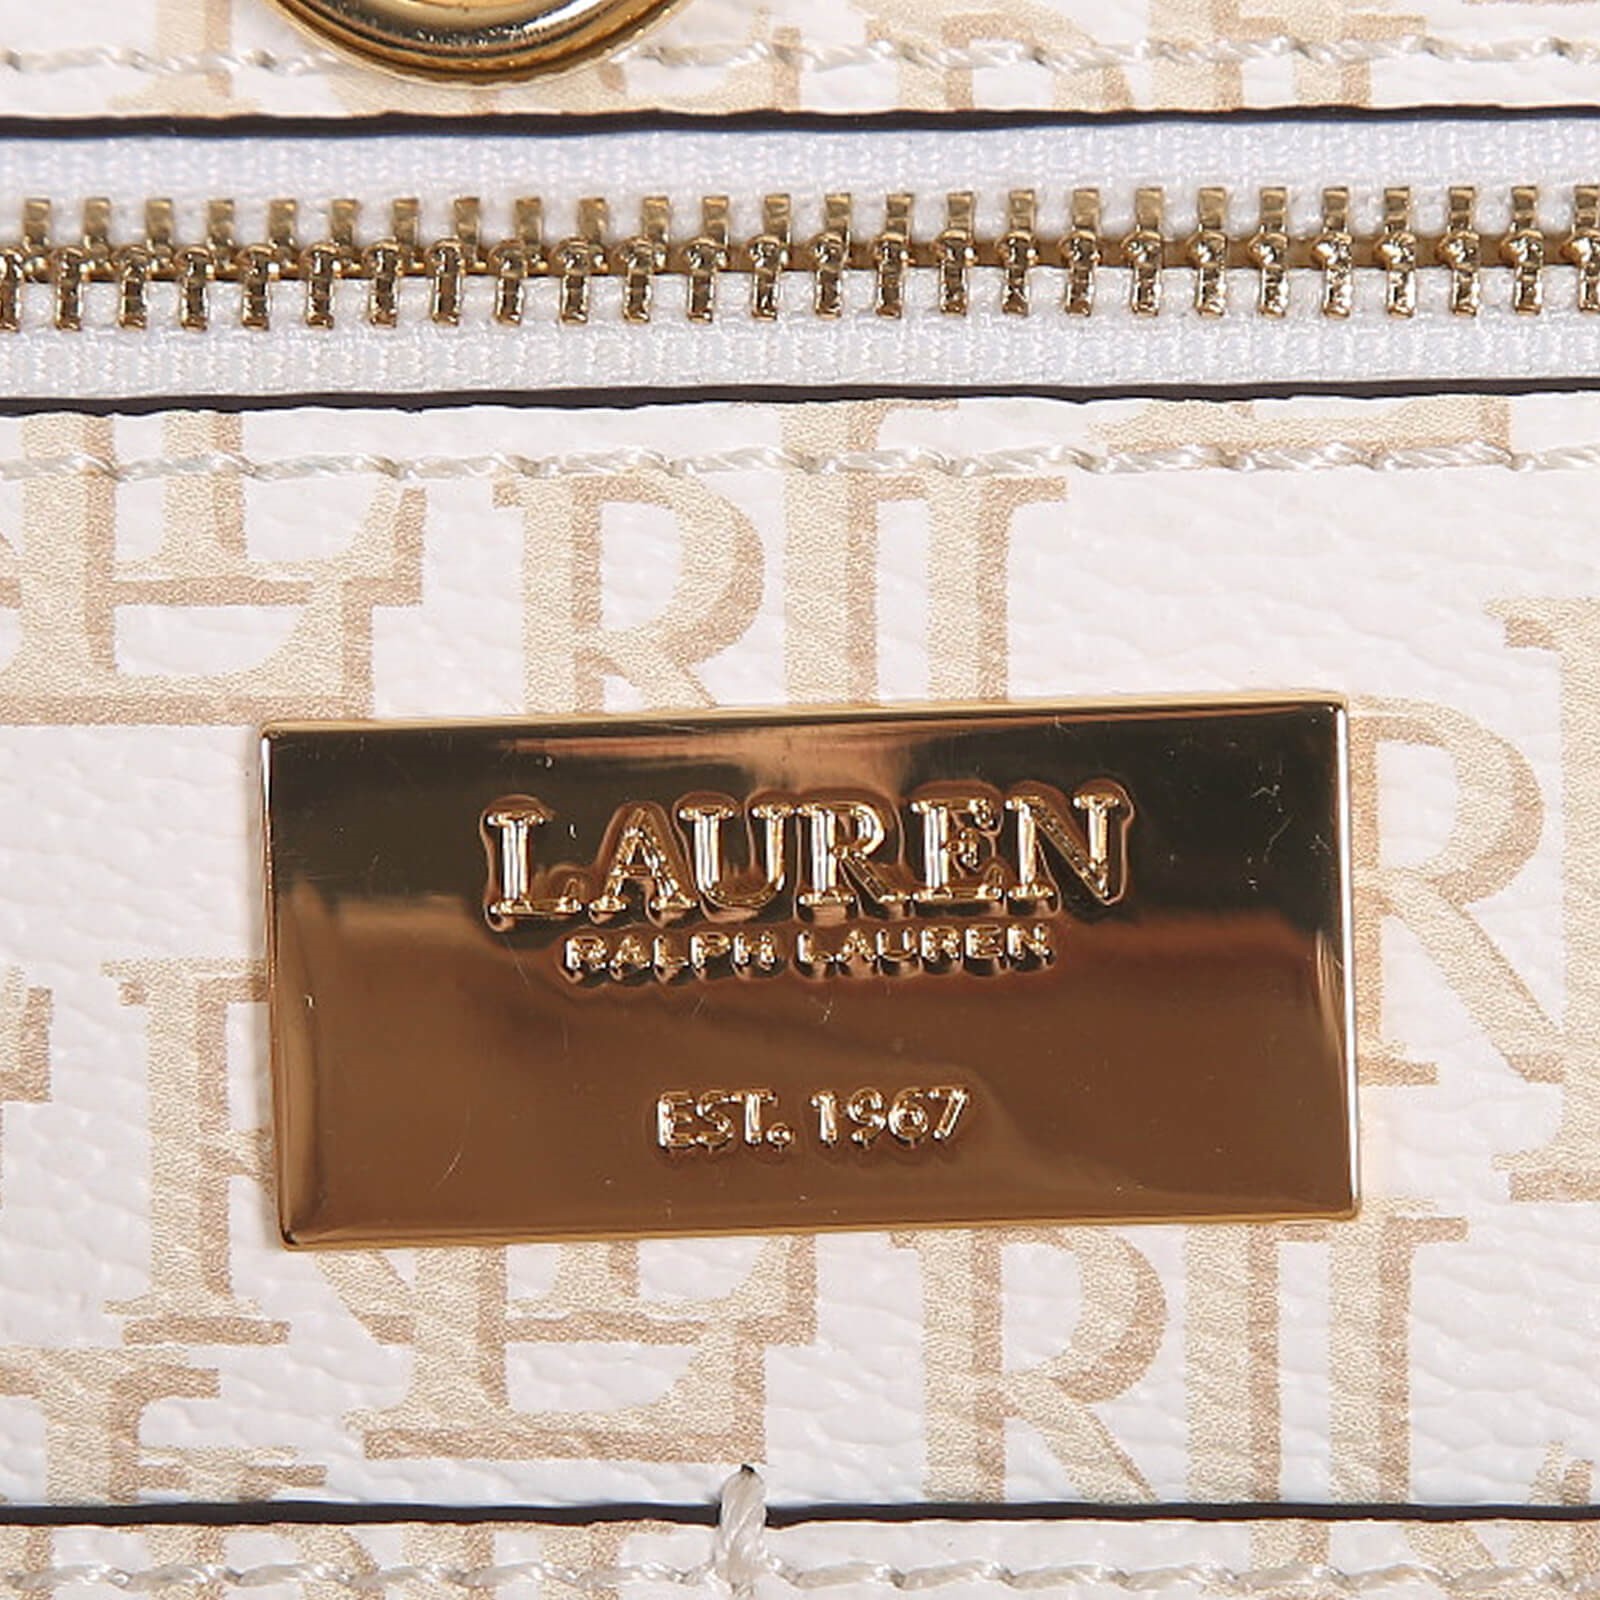 LAUREN
RALPH LAUREN
EST. 1967